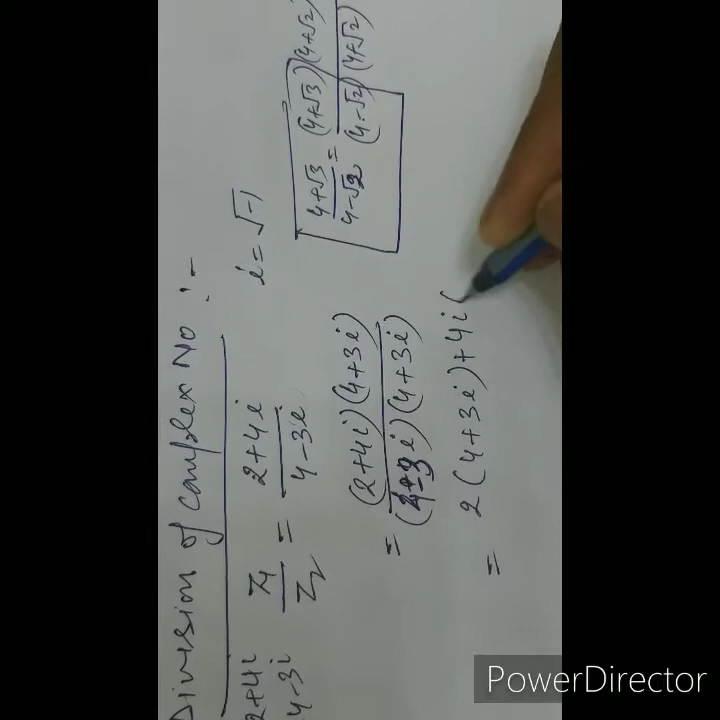 Division of complex No :-
2+4i
4-3i
Z1/Z2 = 2+4i/4-3i
i = √-1
= (2+4i)(4+3i)/(4-3i)(4+3i)
4+√3/4-√2 = (4+√3)(4+√2)/(4-√2)(4+√2)
= 2(4+3i)+4i(
PowerDirector